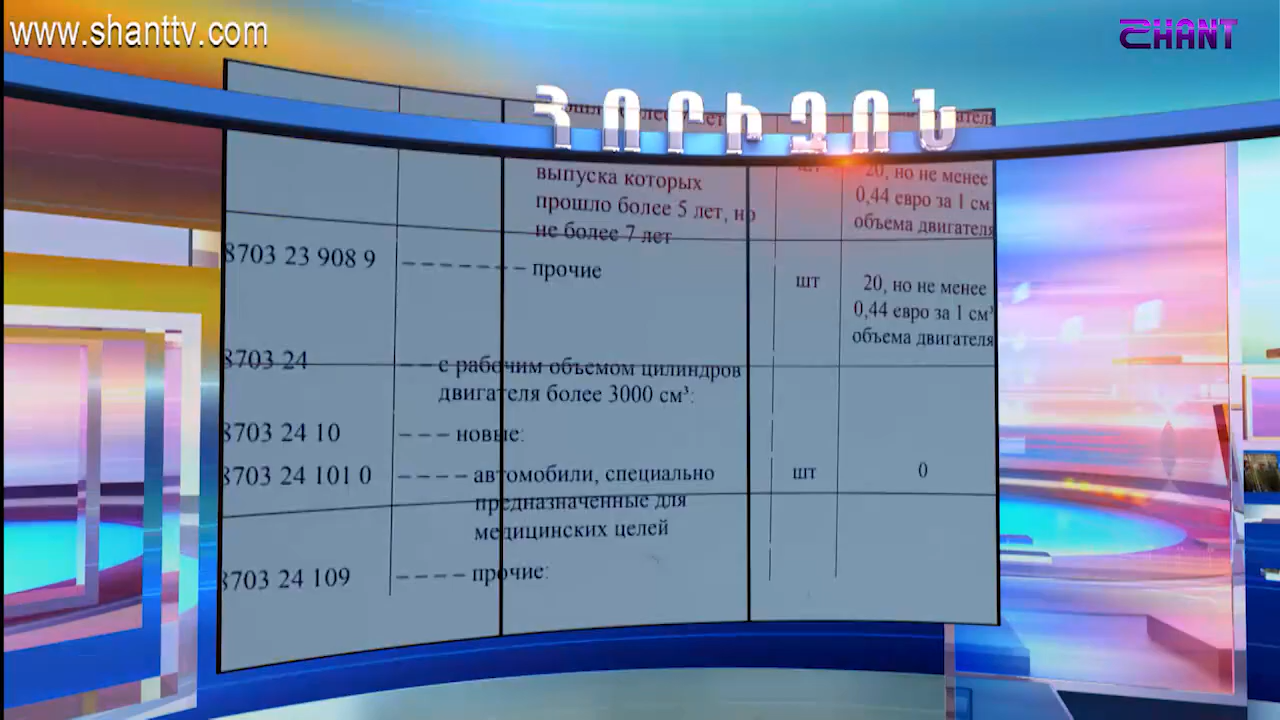 www.shanttv.com
SHANT
ՀՈՐԻԶՈՆ
выпуска которых
прошло более 5 лет, но
не более 7 лет
20, но не менее
0,44 евро за 1 см
объема двигателя
8703 23 908 9
– – – – – – – прочие
шт
20, но не менее
0,44 евро за 1 см³
объема двигателя
8703 24
– – с рабочим объемом цилиндров
двигателя более 3000 см³:
8703 24 10
– – – новые:
8703 24 101 0
– – – – автомобили, специально
предназначенные для
медицинских целей
шт
0
8703 24 109
– – – – прочие: